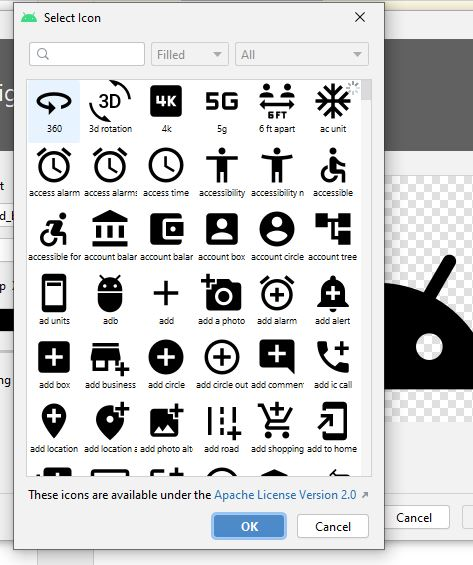 Select Icon
Filled
All
360
3d rotation
4k
5g
6 ft apart
ac unit
3D
4K
5G
6FT
access alarm
access alarms
access time
accessibility
accessibility n
accessible
accessible for
account balar
account balar
account box
account circle
account tree
ad units
adb
add
add a photo
add alarm
add alert
add box
add business
add circle
add circle out
add commen
add ic call
add location
add location a
add photo alt
add road
add shopping
add to home
These icons are available under the Apache License Version 2.0
OK
Cancel
Cancel